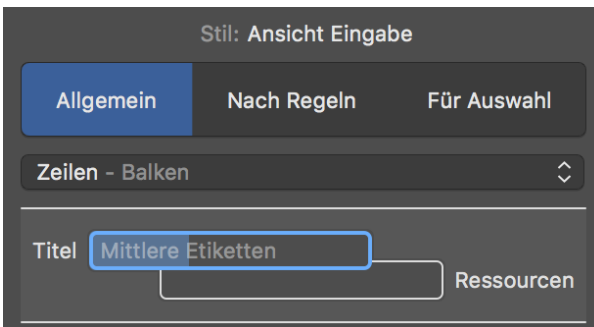 Stil: Ansicht Eingabe
Allgemein Nach Regeln Für Auswahl
Zeilen - Balken
Titel Mittlere Etiketten
Ressourcen